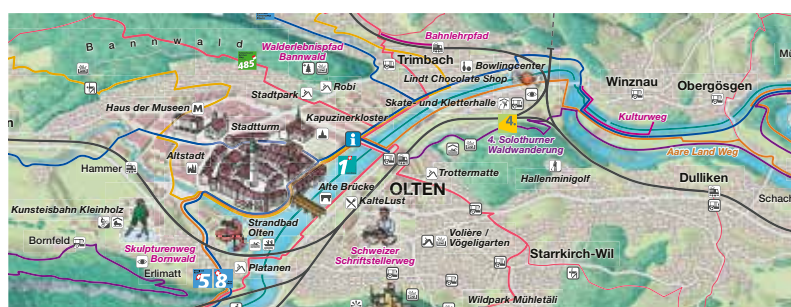 Bannwald
Bahnlehrpfad
Walderlebnispfad
Bannwald
Trimbach
485
Robi
Stadtpark
Lindt Chocolate Shop
Bowlingcenter
Winznau
Obergösgen
Haus der Museen
M
Kapuzinerkloster
Skate- und Kletterhalle
Kulturweg
Stadtturm
4.
4. Solothurner
Waldwanderung
Aare Land Weg
Altstadt
i
1
Hammer
Trottermatte
Hallenminigolf
OLTEN
Dulliken
Alte Brücke
KalteLust
Schach
Kunsteisbahn Kleinholz
Strandbad
Olten
Bornfeld
Skulpturenweg
Bornwald
Schweizer
Schriftstellerweg
Voliere /
Vögeligarten
Starrkirch-Wil
Erlimatt
5
8
Platanen
Wildpark Mühletäli